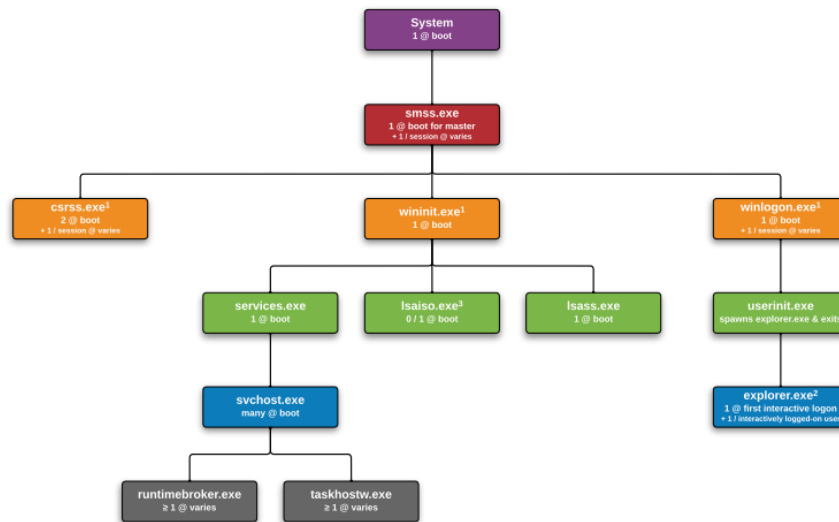 System
1 @ boot
smss.exe
1 @ boot for master
+ 1 / session @ varies
csrss.exe¹
2 @ boot
+ 1 / session @ varies
wininit.exe¹
1 @ boot
winlogon.exe¹
1 @ boot
+ 1 / session @ varies
services.exe
1 @ boot
lsaiso.exe³
0 / 1 @ boot
lsass.exe
1 @ boot
userinit.exe
spawns explorer.exe & exits
svchost.exe
many @ boot
explorer.exe²
1 @ first interactive logon
+ 1 / interactively logged-on user
runtimebroker.exe
≥ 1 @ varies
taskhostw.exe
≥ 1 @ varies